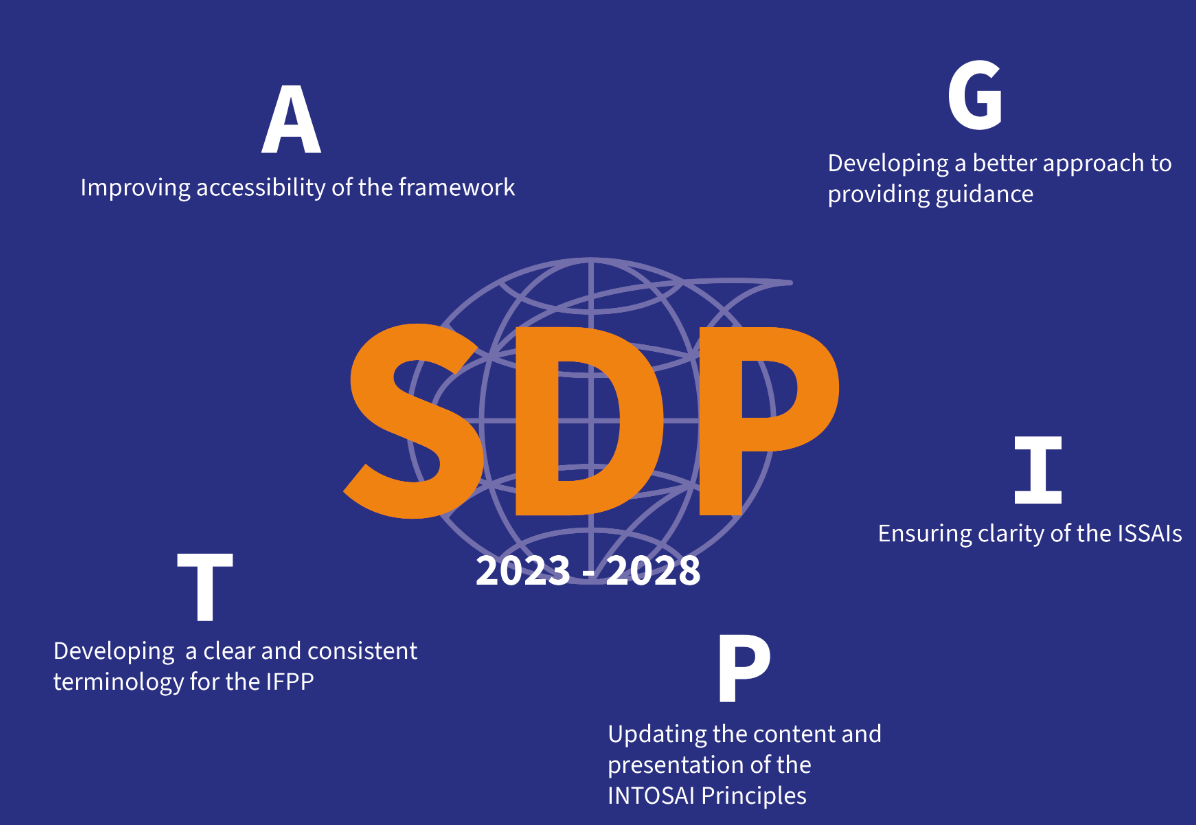 A
Improving accessibility of the framework
G
Developing a better approach to
providing guidance
SDP
2023 - 2028
I
Ensuring clarity of the ISSAIs
T
Developing  a clear and consistent
terminology for the IFPP
P
Updating the content and
presentation of the
INTOSAI Principles